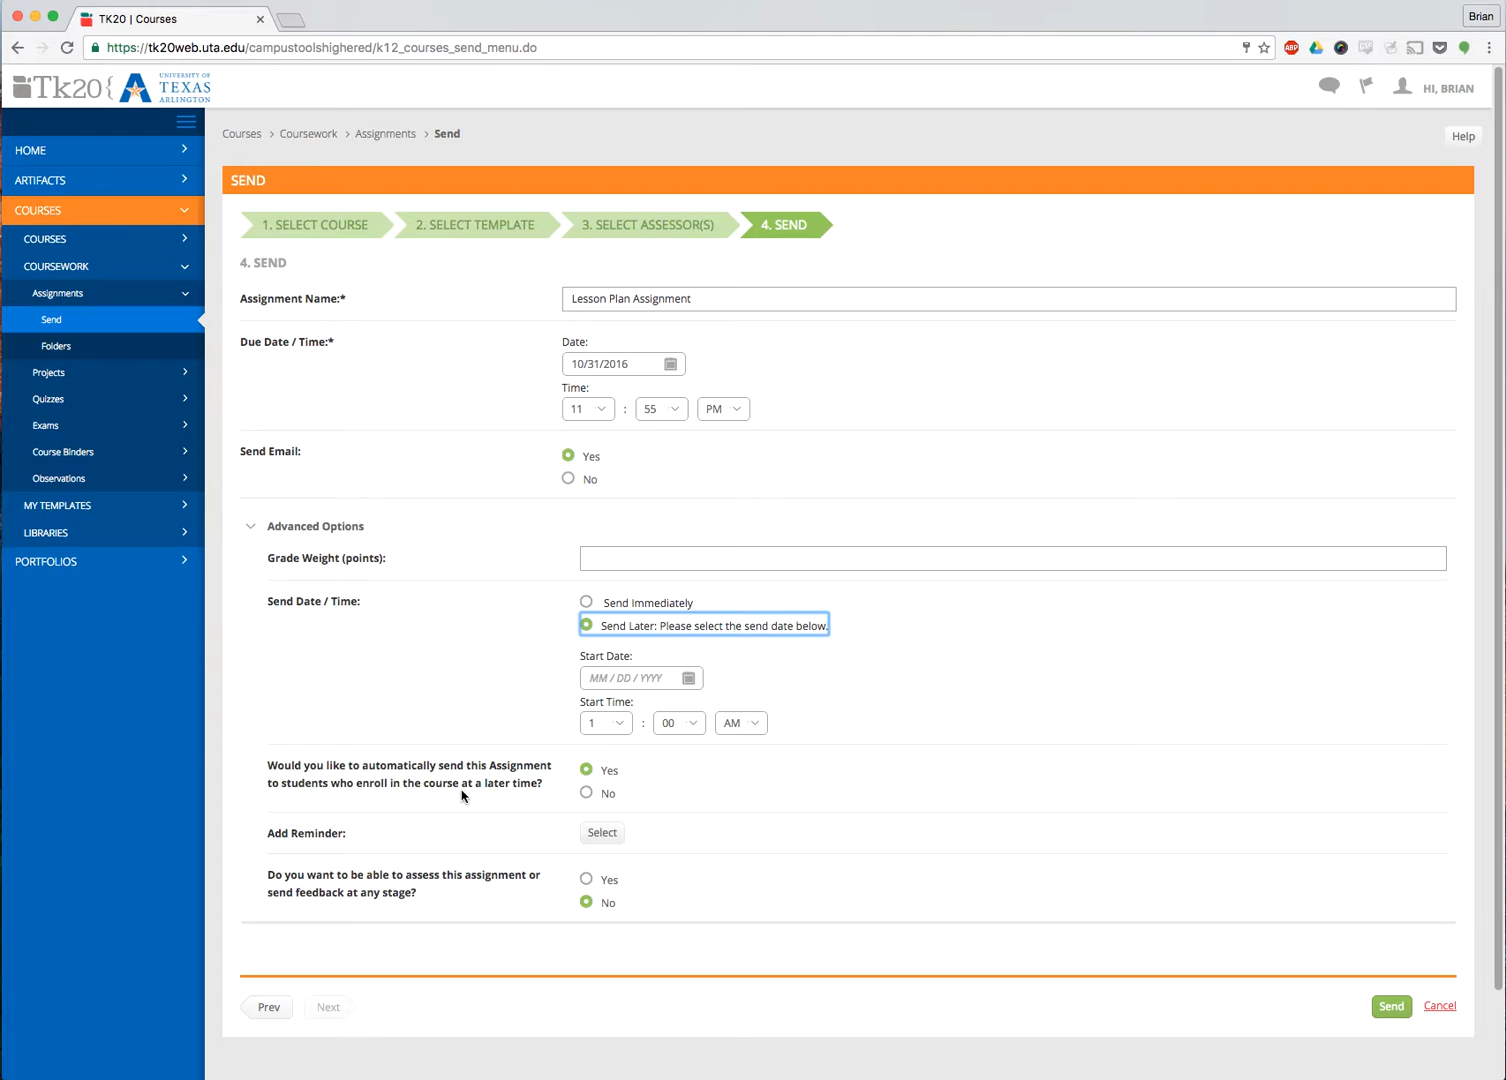 TK20 | Courses
Brian
https://tk20web.uta.edu/campustoolshighered/k12_courses_send_menu.do
ABP
Tk20{
UNIVERSITY OF
TEXAS
ARLINGTON
HI, BRIAN
HOME
ARTIFACTS
COURSES
COURSES
COURSEWORK
Assignments
Send
Folders
Projects
Quizzes
Exams
Course Binders
Observations
MY TEMPLATES
LIBRARIES
PORTFOLIOS
Courses > Coursework > Assignments > Send
Help
SEND
1. SELECT COURSE
2. SELECT TEMPLATE
3. SELECT ASSESSOR(S)
4. SEND
4. SEND
Assignment Name:*
Lesson Plan Assignment
Due Date / Time:*
Date:
10/31/2016
Time:
11 : 55 PM
Send Email:
Yes
No
Advanced Options
Grade Weight (points):
Send Date / Time:
Send Immediately
Send Later: Please select the send date below.
Start Date:
MM / DD / YYYY
Start Time:
1 : 00 AM
Would you like to automatically send this Assignment
to students who enroll in the course at a later time?
Yes
No
Add Reminder:
Select
Do you want to be able to assess this assignment or
send feedback at any stage?
Yes
No
Prev
Next
Send
Cancel